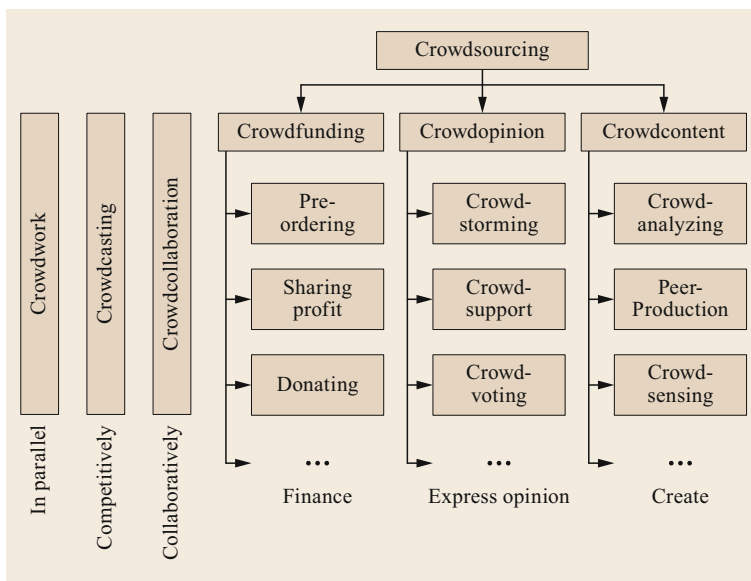 Crowdsourcing
Crowdfunding
Crowdopinion
Crowdcontent
Crowdwork
Crowdcasting
Crowdcollaboration
Pre-
ordering
Crowd-
storming
Crowd-
analyzing
Sharing
profit
Crowd-
support
Peer-
Production
Donating
Crowd-
voting
Crowd-
sensing
In parallel
Competitively
Collaboratively
...
...
...
Finance
Express opinion
Create